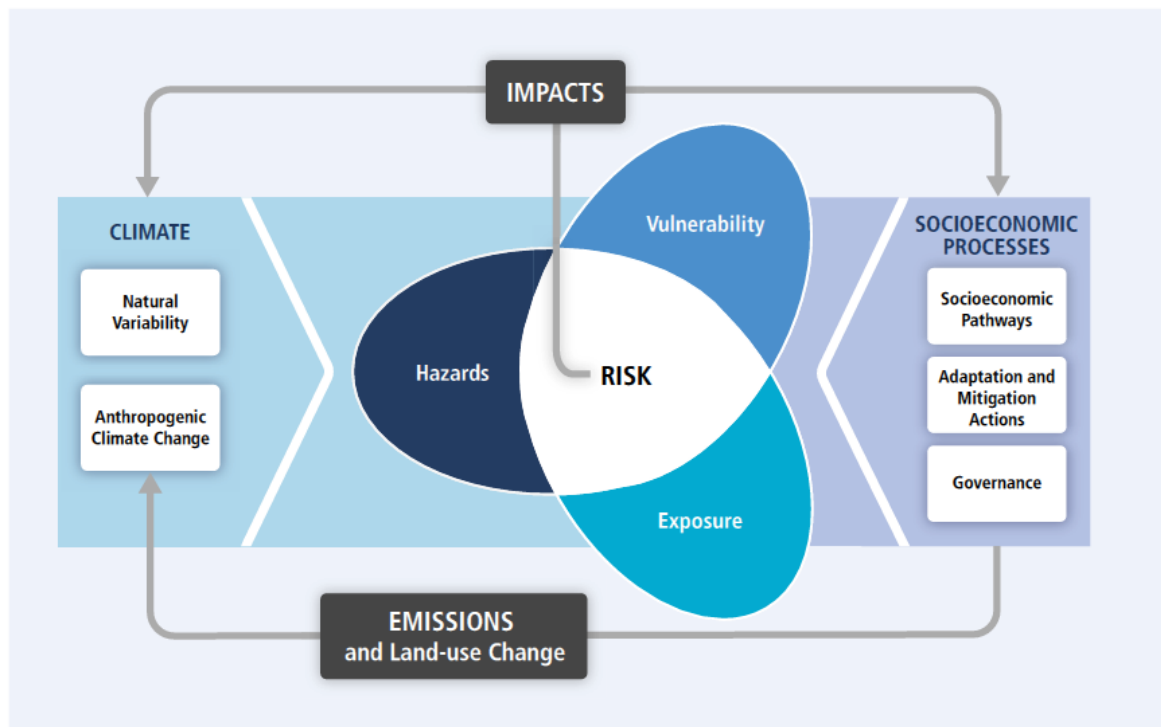 IMPACTS
CLIMATE
Natural
Variability
Anthropogenic
Climate Change
Vulnerability
Hazards
RISK
Exposure
SOCIOECONOMIC
PROCESSES
Socioeconomic
Pathways
Adaptation and
Mitigation
Actions
Governance
EMISSIONS
and Land-use Change